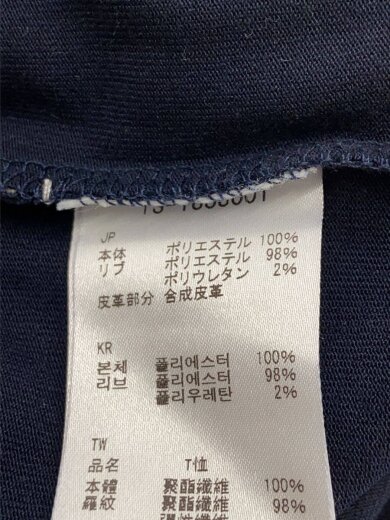 JP
本体 ポリエステル 100%
リブ ポリエステル 98%
ポリウレタン 2%
皮革部分 合成皮革
KR
본체 폴리에스터 100%
리브 폴리에스터 98%
폴리우레탄 2%
TW
品名 T恤
本體 聚酯纖維 100%
羅紋 聚酯纖維 98%